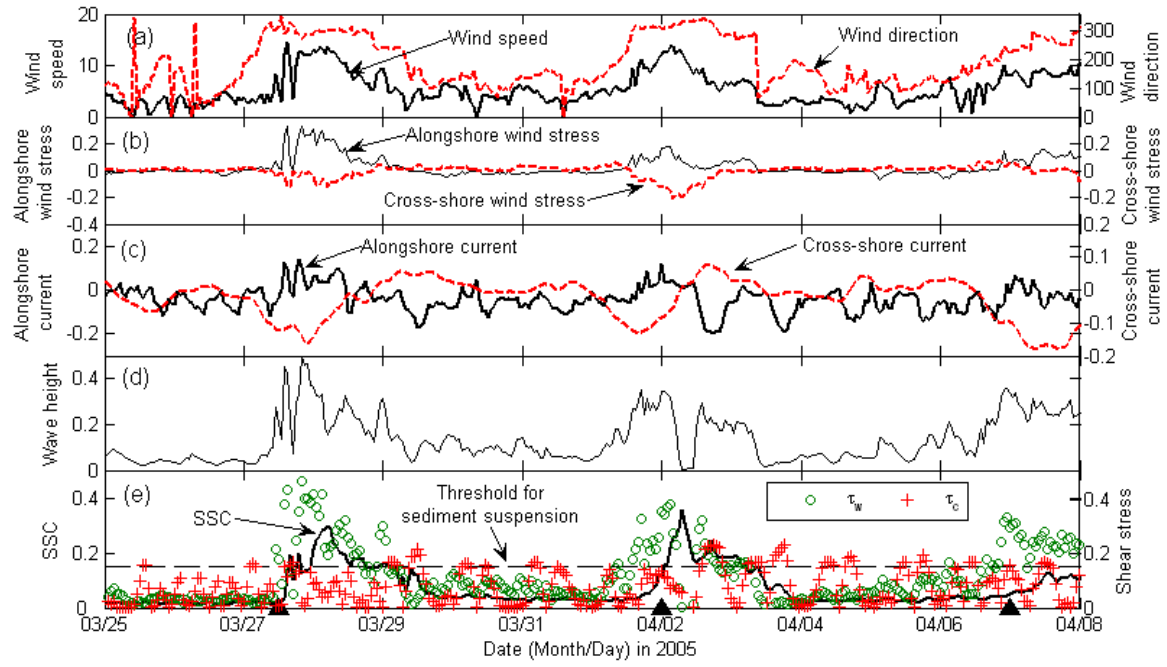 (a)
Wind speed
Wind direction
20
10
0
300
200
100
0
Wind
speed
Wind
direction
(b)
Alongshore wind stress
Cross-shore wind stress
0.2
0
-0.2
-0.4
0.2
0
-0.2
0.2
Alongshore
wind stress
Cross-shore
wind stress
(c)
Alongshore current
Cross-shore current
0.2
0
-0.2
0.1
0
-0.1
-0.2
Alongshore
current
Cross-shore
current
(d)
0.4
0.2
0
Wave height
(e)
SSC
Threshold for
sediment suspension
τw
τc
0.4
0.2
0
0.4
0.2
0
SSC
Shear stress
03/25
03/27
03/29
03/31
04/02
04/04
04/06
04/08
Date (Month/Day) in 2005